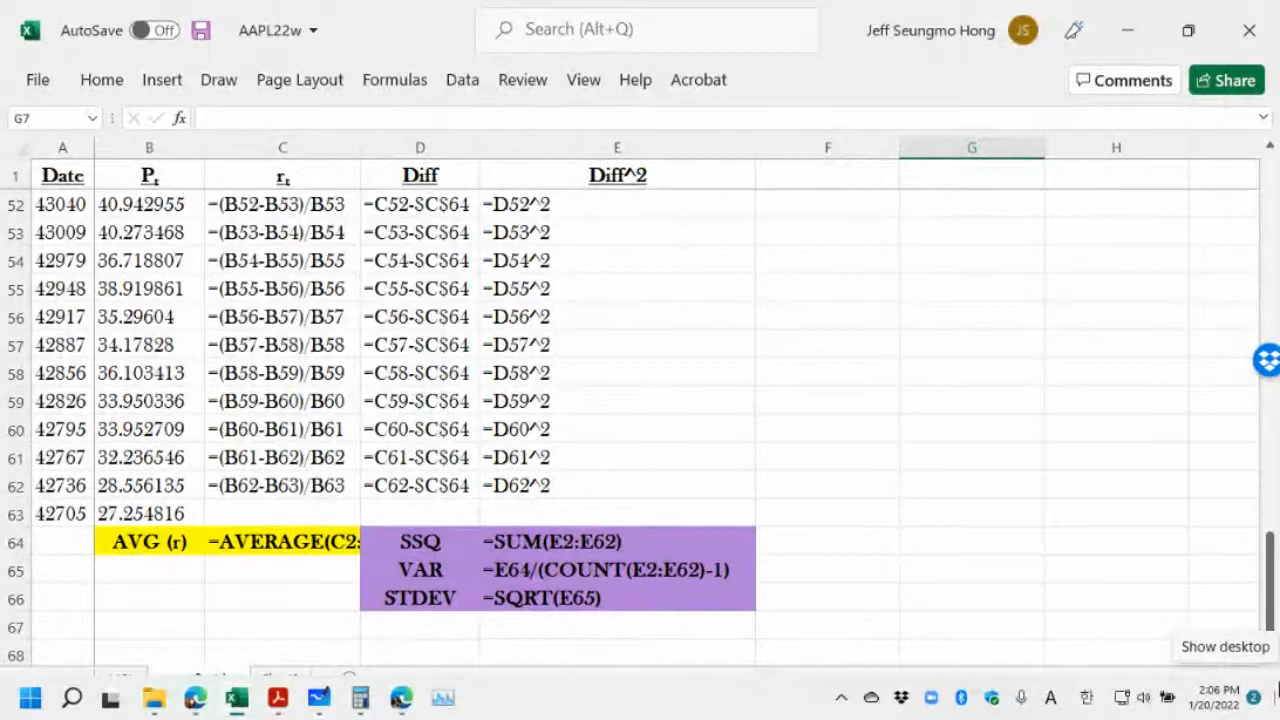 AutoSave Off AAPL22w Search (Alt+Q) Jeff Seungmo Hong JS
File Home Insert Draw Page Layout Formulas Data Review View Help Acrobat Comments Share
G7 fx
A B C D E F G H
1 Date Pt rt Diff Diff^2
52 43040 40.942955 =(B52-B53)/B53 =C52-$C$64 =D52^2
53 43009 40.273468 =(B53-B54)/B54 =C53-$C$64 =D53^2
54 42979 36.718807 =(B54-B55)/B55 =C54-$C$64 =D54^2
55 42948 38.919861 =(B55-B56)/B56 =C55-$C$64 =D55^2
56 42917 35.29604 =(B56-B57)/B57 =C56-$C$64 =D56^2
57 42887 34.17828 =(B57-B58)/B58 =C57-$C$64 =D57^2
58 42856 36.103413 =(B58-B59)/B59 =C58-$C$64 =D58^2
59 42826 33.950336 =(B59-B60)/B60 =C59-$C$64 =D59^2
60 42795 33.952709 =(B60-B61)/B61 =C60-$C$64 =D60^2
61 42767 32.236546 =(B61-B62)/B62 =C61-$C$64 =D61^2
62 42736 28.556135 =(B62-B63)/B63 =C62-$C$64 =D62^2
63 42705 27.254816
64 AVG (r) =AVERAGE(C2: SSQ =SUM(E2:E62)
65 VAR =E64/(COUNT(E2:E62)-1)
66 STDEV =SQRT(E65)
67
68
Show desktop
A 한 2:06 PM 2
1/20/2022